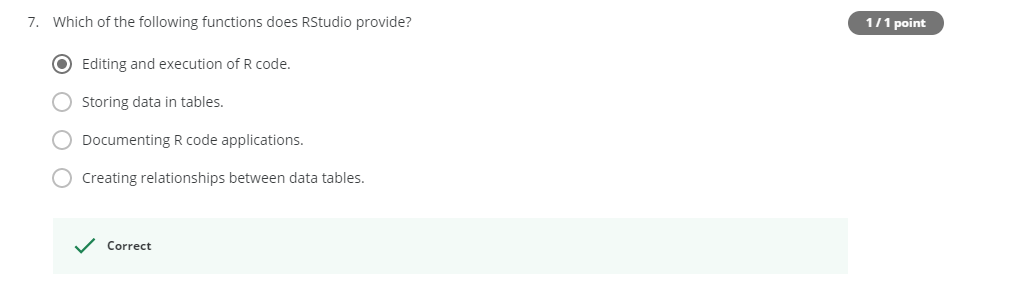 7. Which of the following functions does RStudio provide?
1 / 1 point
Editing and execution of R code.
Storing data in tables.
Documenting R code applications.
Creating relationships between data tables.
Correct